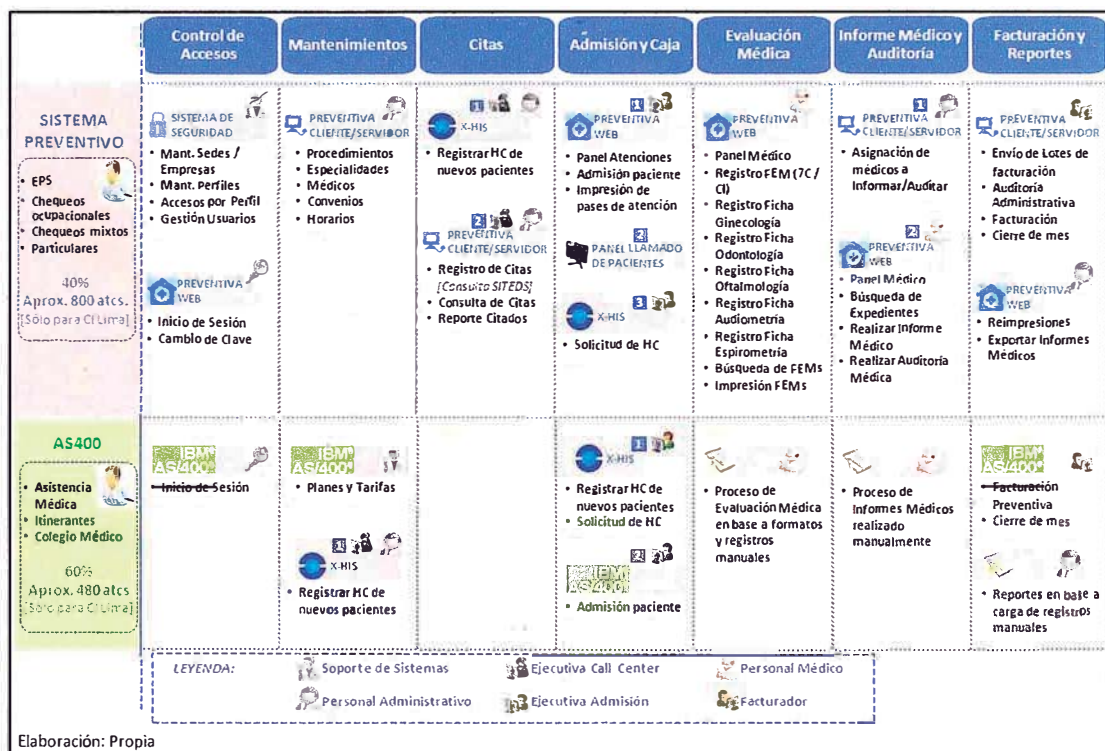 Control de Accesos
Mantenimientos
Citas
Admisión y Caja
Evaluación Médica
Informe Médico y Auditoría
Facturación y Reportes
SISTEMA PREVENTIVO
• EPS
• Chequeos ocupacionales
• Chequeos mixtos
• Particulares
40%
Aprox. 800 atcs.
[Sólo para CI Lima]
SISTEMA DE SEGURIDAD
• Mant. Sedes / Empresas
• Mant. Perfiles
• Accesos por Perfil
• Gestión Usuarios
PREVENTIVA WEB
• Inicio de Sesión
• Cambio de Clave
PREVENTIVA CLIENTE/SERVIDOR
• Procedimientos
• Especialidades
• Médicos
• Convenios
• Horarios
1
X-HIS
• Registrar HC de nuevos pacientes
2
PREVENTIVA CLIENTE/SERVIDOR
• Registro de Citas
[Consulta SITEDS]
• Consulta de Citas
• Reporte Citados
1
PREVENTIVA WEB
• Panel Atenciones
• Admisión paciente
• Impresión de pases de atención
2
PANEL LLAMADO DE PACIENTES
3
X-HIS
• Solicitud de HC
PREVENTIVA WEB
• Panel Médico
• Registro FEM (7C / CI)
• Registro Ficha Ginecología
• Registro Ficha Odontología
• Registro Ficha Oftalmología
• Registro Ficha Audiometría
• Registro Ficha Espirometría
• Búsqueda de FEMs
• Impresión FEMs
1
PREVENTIVA CLIENTE/SERVIDOR
• Asignación de médicos a Informar/Auditar
2
PREVENTIVA WEB
• Panel Médico
• Búsqueda de Expedientes
• Realizar Informe Médico
• Realizar Auditoría Médica
PREVENTIVA CLIENTE/SERVIDOR
• Envío de Lotes de facturación
• Auditoría Administrativa
• Facturación
• Cierre de mes
PREVENTIVA WEB
• Reimpresiones
• Exportar Informes Médicos
AS400
• Asistencia Médica
• Itinerantes
• Colegio Médico
60%
Aprox. 480 atcs
[Sólo para CI Lima]
IBM AS/400
• Inicio de Sesión
IBM AS/400
• Planes y Tarifas
1
X-HIS
• Registrar HC de nuevos pacientes
1
X-HIS
• Registrar HC de nuevos pacientes
• Solicitud de HC
2
IBM AS/400
• Admisión paciente
• Proceso de Evaluación Médica en base a formatos y registros manuales
• Proceso de Informes Médicos realizado manualmente
IBM AS/400
• Facturación Preventiva
• Cierre de mes
• Reportes en base a carga de registros manuales
LEYENDA:
Soporte de Sistemas
Ejecutiva Call Center
Personal Médico
Personal Administrativo
Ejecutiva Admisión
Facturador
Elaboración: Propia